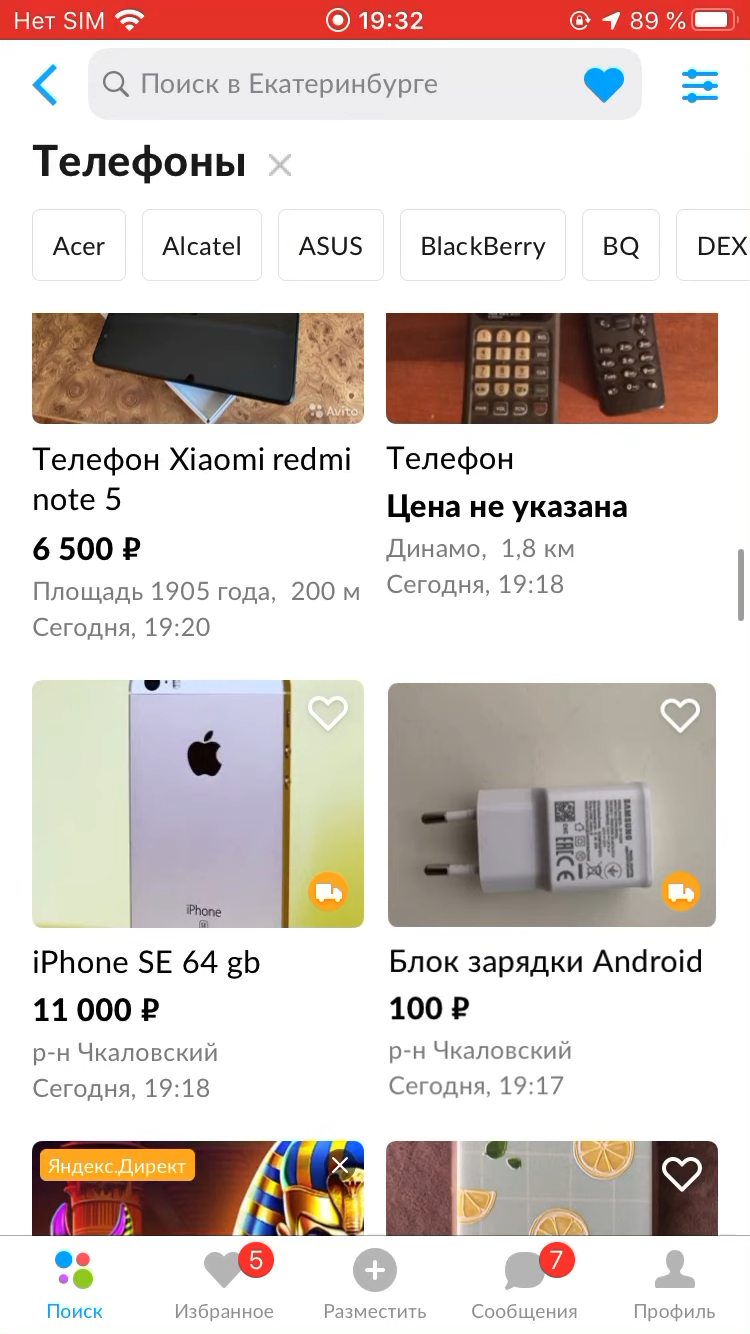 Нет SIM 19:32 89 %
Поиск в Екатеринбурге
Телефоны
Acer Alcatel ASUS BlackBerry BQ DEX
Avito
Телефон Xiaomi redmi
note 5
6 500 ₽
Площадь 1905 года, 200 м
Сегодня, 19:20
Телефон
Цена не указана
Динамо, 1,8 км
Сегодня, 19:18
iPhone
SAMSUNG
iPhone SE 64 gb
11 000 ₽
р-н Чкаловский
Сегодня, 19:18
Блок зарядки Android
100 ₽
р-н Чкаловский
Сегодня, 19:17
Яндекс.Директ
5
7
Поиск Избранное Разместить Сообщения Профиль